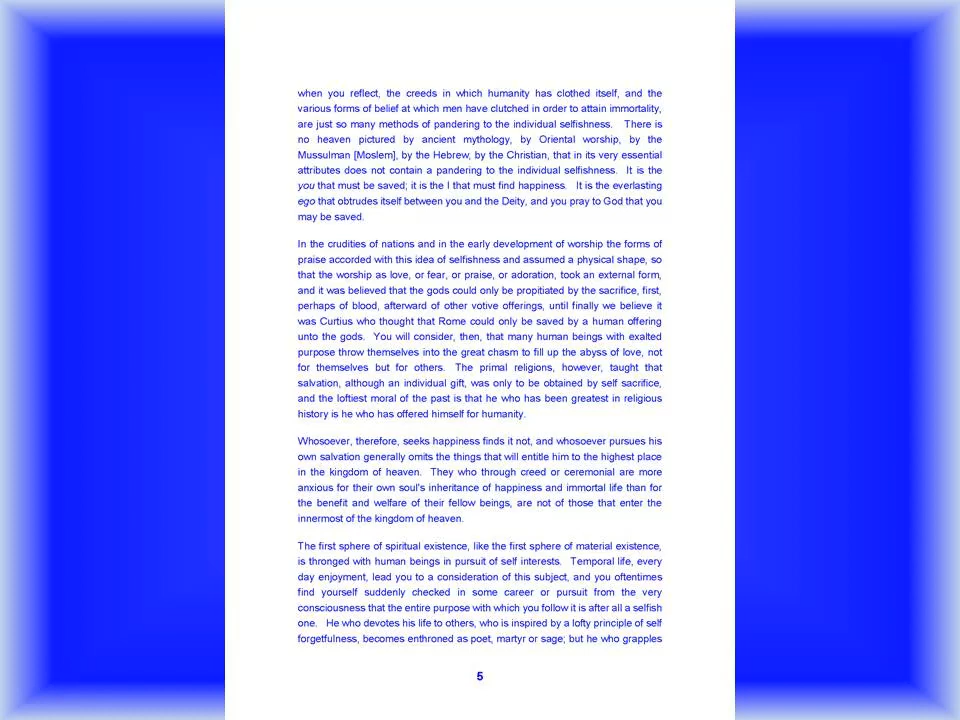 when you reflect, the creeds in which humanity has clothed itself, and the
various forms of belief at which men have clutched in order to attain immortality,
are just so many methods of pandering to the individual selfishness. There is
no heaven pictured by ancient mythology, by Oriental worship, by the
Mussulman [Moslem], by the Hebrew, by the Christian, that in its very essential
attributes does not contain a pandering to the individual selfishness. It is the
you that must be saved; it is the I that must find happiness. It is the everlasting
ego that obtrudes itself between you and the Deity, and you pray to God that you
may be saved.
In the crudities of nations and in the early development of worship the forms of
praise accorded with this idea of selfishness and assumed a physical shape, so
that the worship as love, or fear, or praise, or adoration, took an external form,
and it was believed that the gods could only be propitiated by the sacrifice, first,
perhaps of blood, afterward of other votive offerings, until finally we believe it
was Curtius who thought that Rome could only be saved by a human offering
unto the gods. You will consider, then, that many human beings with exalted
purpose throw themselves into the great chasm to fill up the abyss of love, not
for themselves but for others. The primal religions, however, taught that
salvation, although an individual gift, was only to be obtained by self sacrifice,
and the loftiest moral of the past is that he who has been greatest in religious
history is he who has offered himself for humanity.
Whosoever, therefore, seeks happiness finds it not, and whosoever pursues his
own salvation generally omits the things that will entitle him to the highest place
in the kingdom of heaven. They who through creed or ceremonial are more
anxious for their own soul's inheritance of happiness and immortal life than for
the benefit and welfare of their fellow beings, are not of those that enter the
innermost of the kingdom of heaven.
The first sphere of spiritual existence, like the first sphere of material existence,
is thronged with human beings in pursuit of self interests. Temporal life, every
day enjoyment, lead you to a consideration of this subject, and you oftentimes
find yourself suddenly checked in some career or pursuit from the very
consciousness that the entire purpose with which you follow it is after all a selfish
one. He who devotes his life to others, who is inspired by a lofty principle of self
forgetfulness, becomes enthroned as poet, martyr or sage; but he who grapples
5